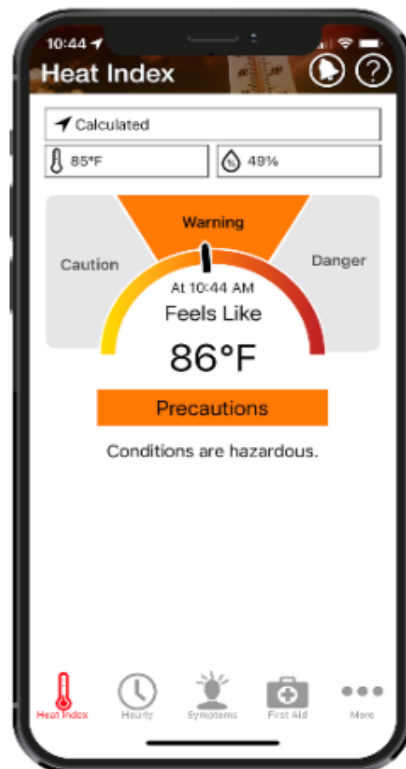 10:44
Heat Index
?
Calculated
85°F
% 49%
Warning
Caution
Danger
At 10:44 AM
Feels Like
86°F
Precautions
Conditions are hazardous.
Heat Index
Hourly
Symptoms
First Aid
More